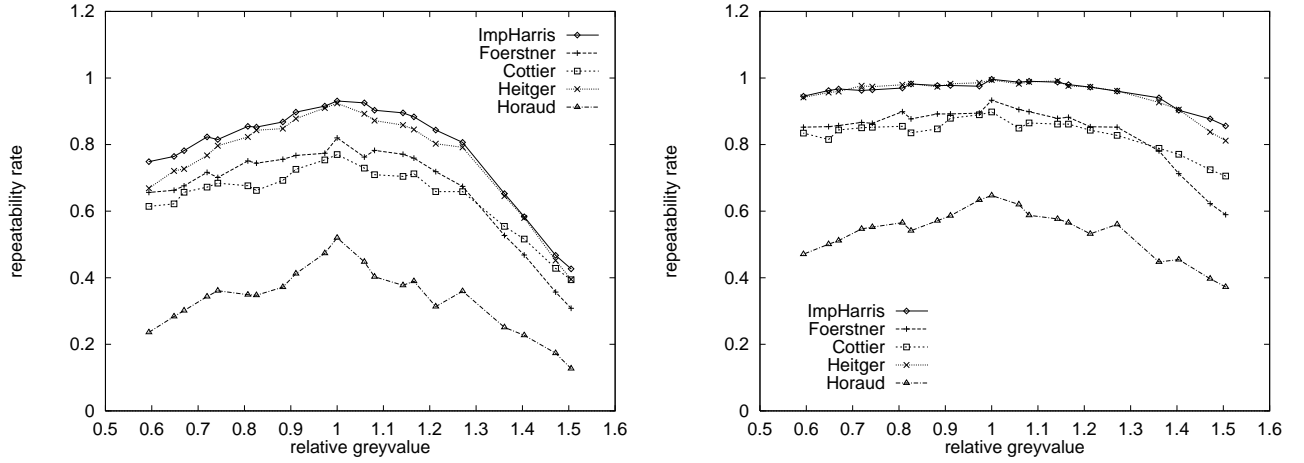 1.2
1
0.8
0.6
0.4
0.2
0
repeatability rate
0.5 0.6 0.7 0.8 0.9 1 1.1 1.2 1.3 1.4 1.5 1.6
relative greyvalue
ImpHarris
Foerstner
Cottier
Heitger
Horaud
1.2
1
0.8
0.6
0.4
0.2
0
repeatability rate
0.5 0.6 0.7 0.8 0.9 1 1.1 1.2 1.3 1.4 1.5 1.6
relative greyvalue
ImpHarris
Foerstner
Cottier
Heitger
Horaud